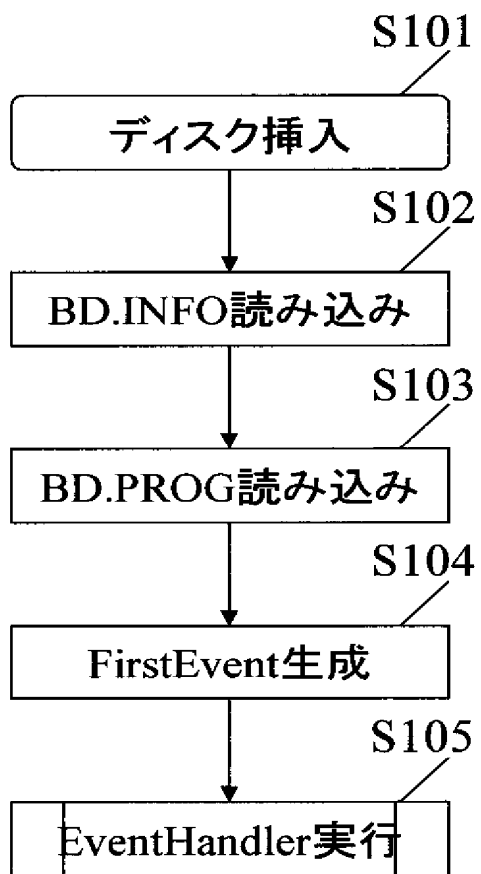 S101
ディスク挿入
S102
BD.INFO読み込み
S103
BD.PROG読み込み
S104
FirstEvent生成
S105
EventHandler実行